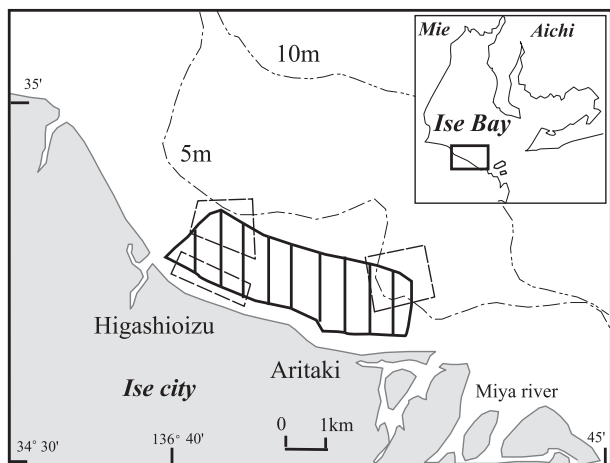 Mie
Aichi
10m
35'
Ise Bay
5m
Higashioizu
Ise city
Aritaki
Miya river
0 1km
34° 30'
136° 40'
45'